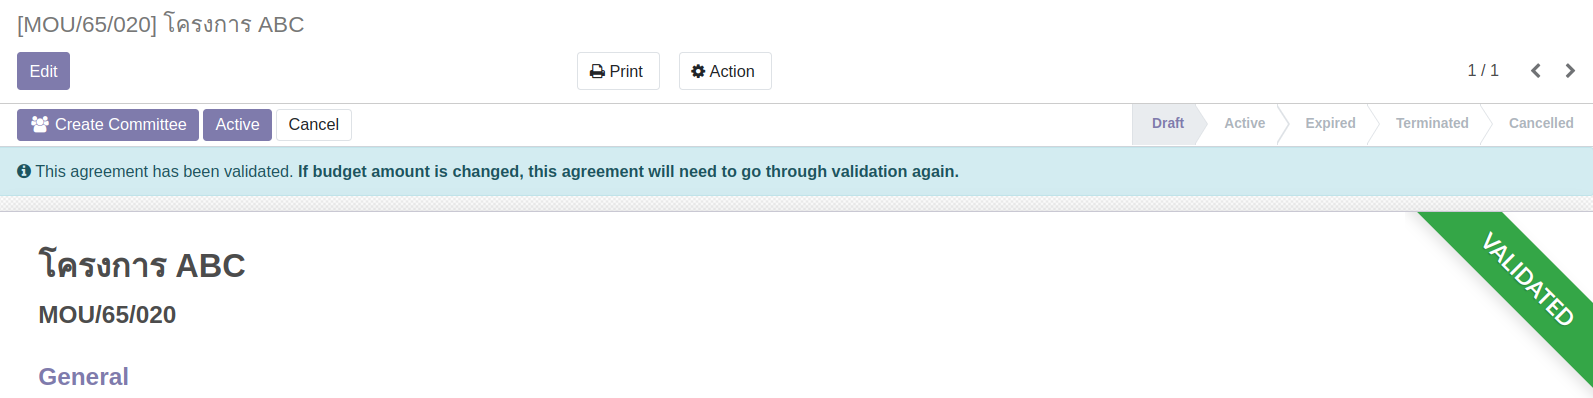 [MOU/65/020] โครงการ ABC
Edit
Print
Action
1 / 1
Create Committee
Active
Cancel
Draft
Active
Expired
Terminated
Cancelled
This agreement has been validated. If budget amount is changed, this agreement will need to go through validation again.
VALIDATED
โครงการ ABC
MOU/65/020
General